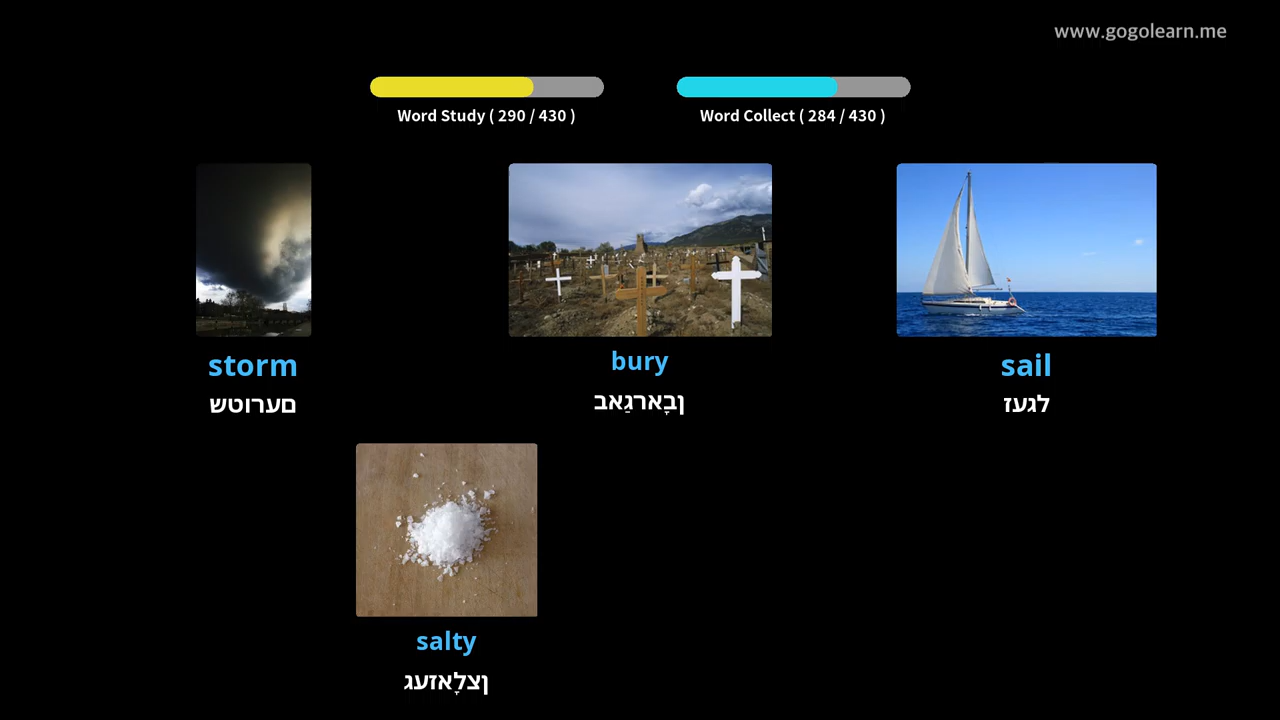 www.gogolearn.me
Word Study ( 290 / 430 )
Word Collect ( 284 / 430 )
storm
שטורעם
bury
באַגראָבן
sail
זעגל
salty
געזאָלצן